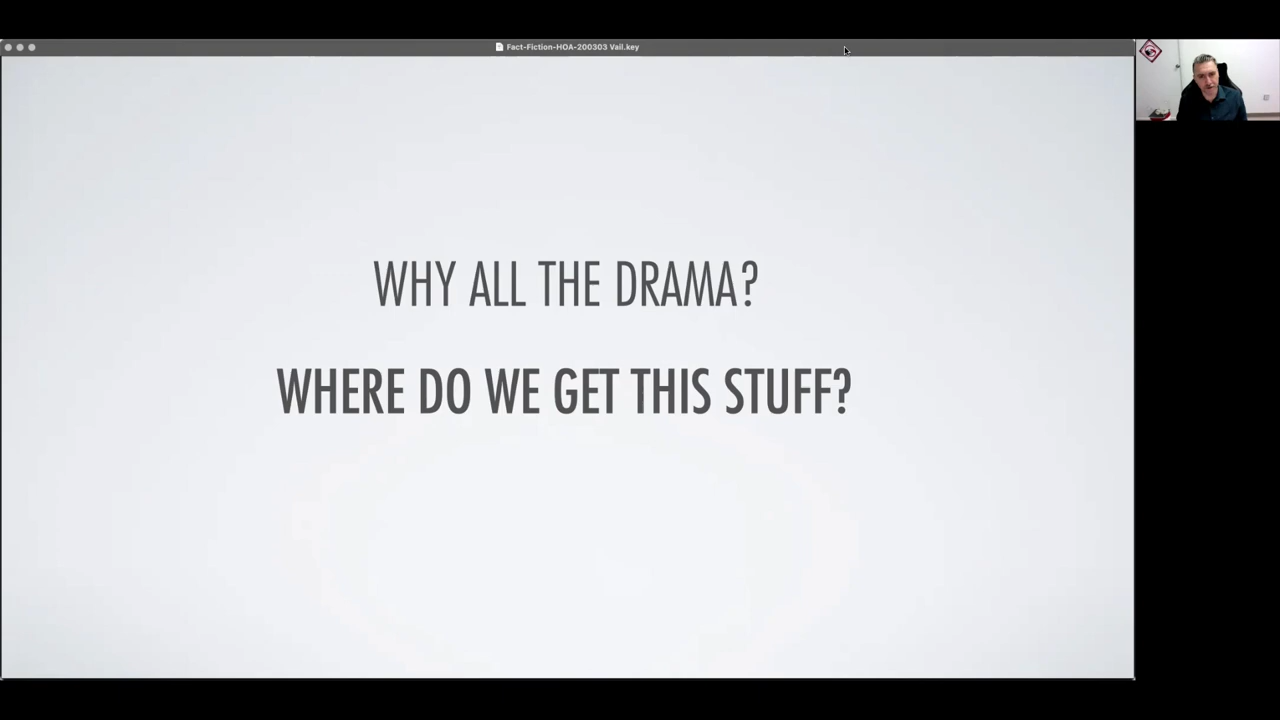 Fact-Fiction-HOA-200303 Vail.key
WHY ALL THE DRAMA?
WHERE DO WE GET THIS STUFF?